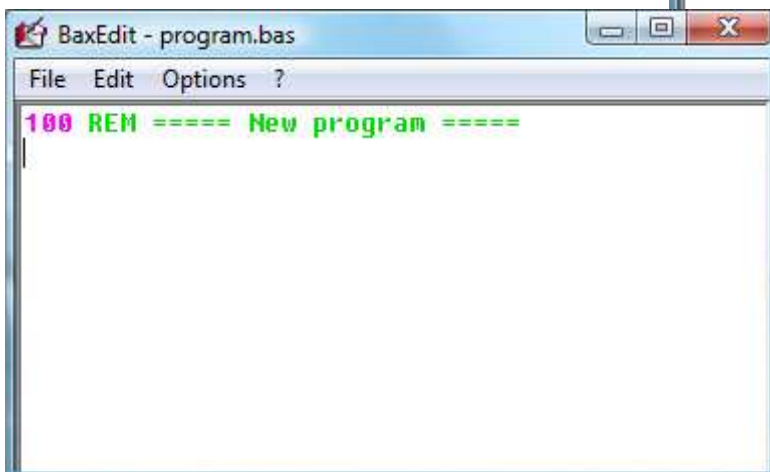 BaxEdit - program.bas
File Edit Options ?
100 REM ===== New program =====